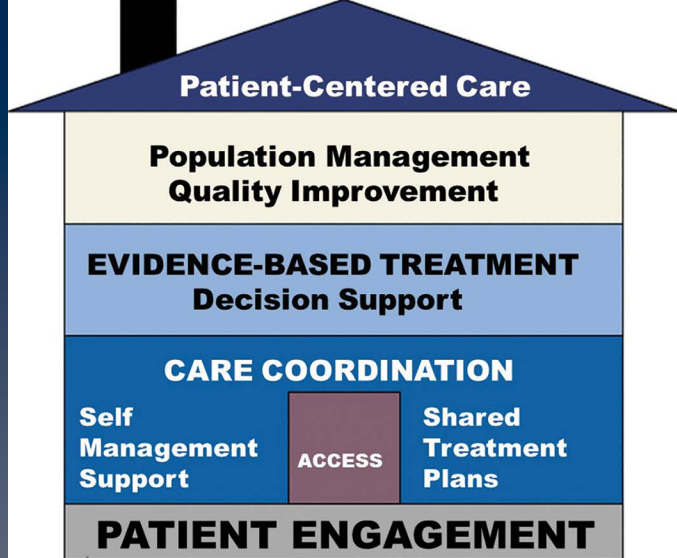 Patient-Centered Care
Population Management
Quality Improvement
EVIDENCE-BASED TREATMENT
Decision Support
CARE COORDINATION
Self
Management
Support
ACCESS
Shared
Treatment
Plans
PATIENT ENGAGEMENT